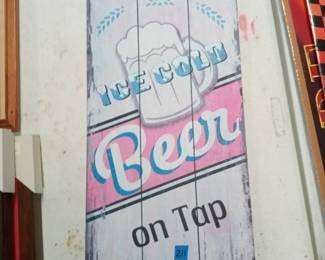 ICE COLD
Beer
on Tap